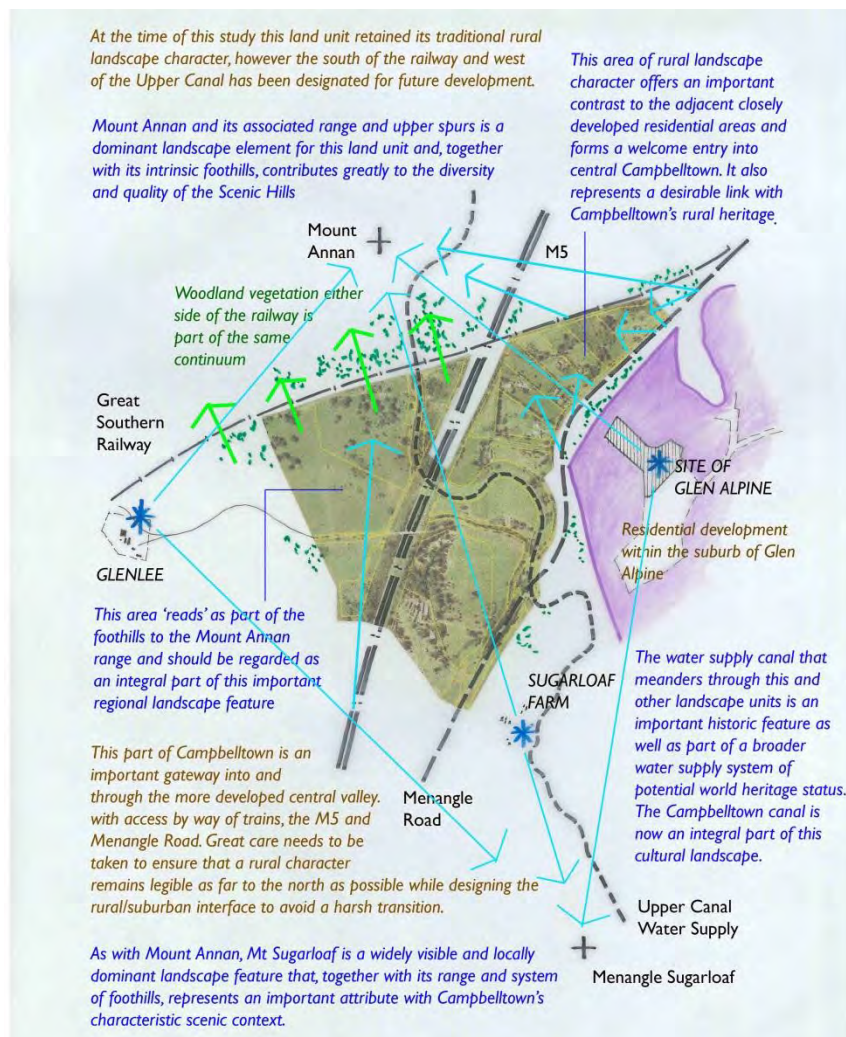 At the time of this study this land unit retained its traditional rural
landscape character, however the south of the railway and west
of the Upper Canal has been designated for future development.
Mount Annan and its associated range and upper spurs is a
dominant landscape element for this land unit and, together
with its intrinsic foothills, contributes greatly to the diversity
and quality of the Scenic Hills
This area of rural landscape
character offers an important
contrast to the adjacent closely
developed residential areas and
forms a welcome entry into
central Campbelltown. It also
represents a desirable link with
Campbelltown's rural heritage.
Mount
Annan
M5
Woodland vegetation either
side of the railway is
part of the same
continuum
Great
Southern
Railway
SITE OF
GLEN ALPINE
Residential development
within the suburb of Glen
Alpine
GLENLEE
This area 'reads' as part of the
foothills to the Mount Annan
range and should be regarded as
an integral part of this important
regional landscape feature
SUGARLOAF
FARM
The water supply canal that
meanders through this and
other landscape units is an
important historic feature as
well as part of a broader
water supply system of
potential world heritage status.
The Campbelltown canal is
now an integral part of this
cultural landscape.
This part of Campbelltown is an
important gateway into and
through the more developed central valley.
with access by way of trains, the M5 and
Menangle Road. Great care needs to be
taken to ensure that a rural character
remains legible as far to the north as possible while designing the
rural/suburban interface to avoid a harsh transition.
Menangle
Road
Upper Canal
Water Supply
Menangle Sugarloaf
As with Mount Annan, Mt Sugarloaf is a widely visible and locally
dominant landscape feature that, together with its range and system
of foothills, represents an important attribute with Campbelltown's
characteristic scenic context.